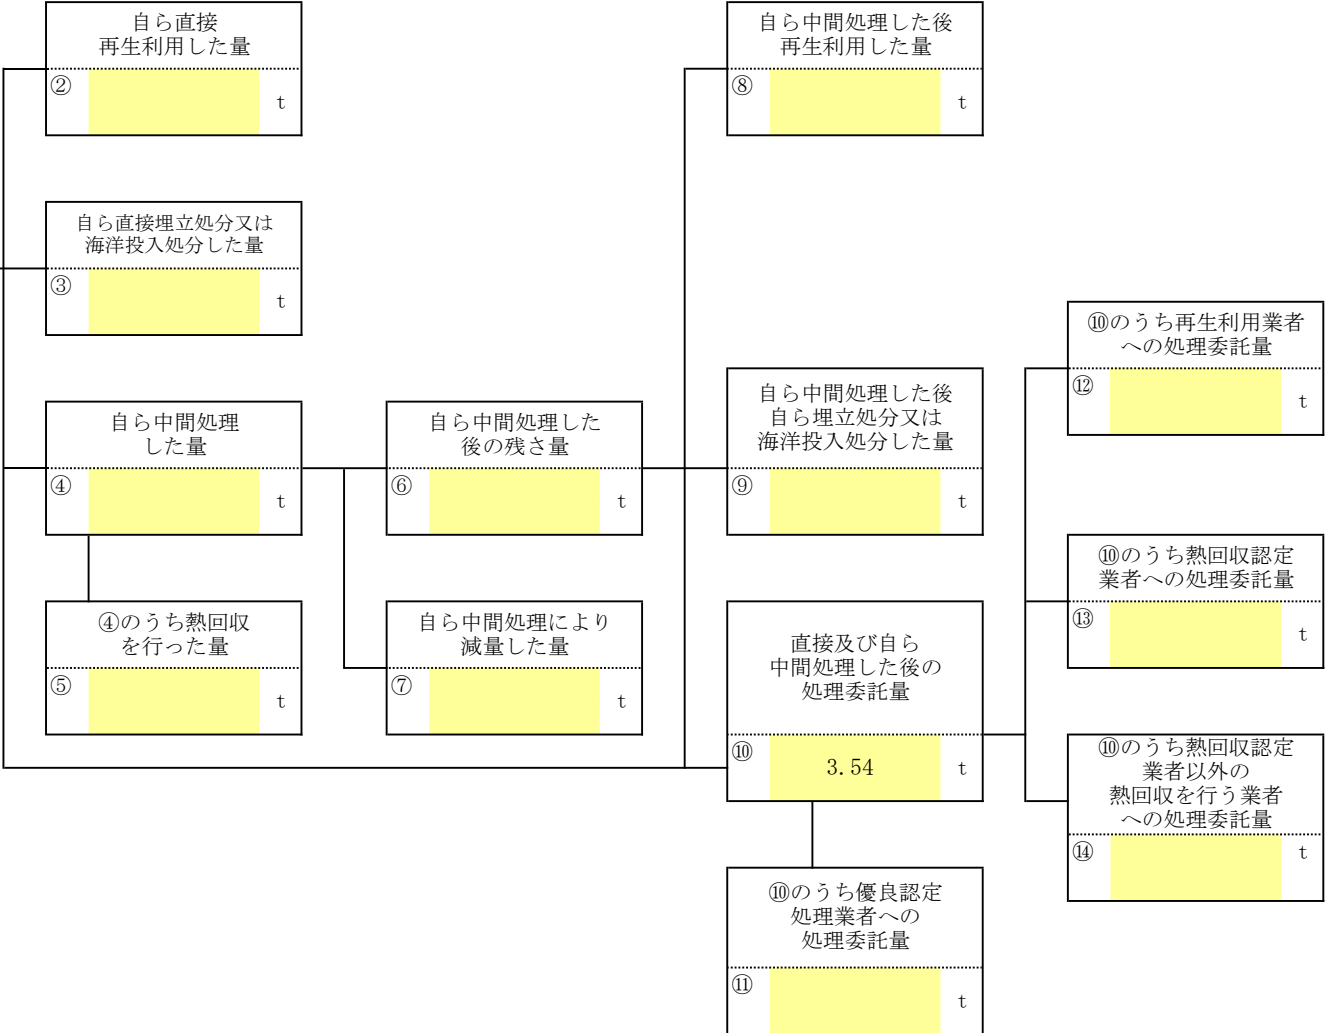 自ら直接
再生利用した量
②
t
自ら中間処理した後
再生利用した量
⑧
t
自ら直接埋立処分又は
海洋投入処分した量
③
t
⑩のうち再生利用業者
への処理委託量
⑫
t
自ら中間処理
した量
④
t
自ら中間処理した
後の残さ量
⑥
t
自ら中間処理した後
自ら埋立処分又は
海洋投入処分した量
⑨
t
⑩のうち熱回収認定
業者への処理委託量
⑬
t
④のうち熱回収
を行った量
⑤
t
自ら中間処理により
減量した量
⑦
t
直接及び自ら
中間処理した後の
処理委託量
⑩ 3.54 t
⑩のうち熱回収認定
業者以外の
熱回収を行う業者
への処理委託量
⑭
t
⑩のうち優良認定
処理業者への
処理委託量
⑪
t